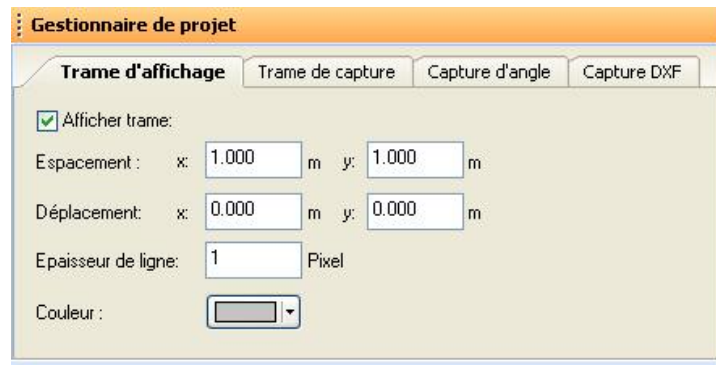 Gestionnaire de projet
Trame d'affichage Trame de capture Capture d'angle Capture DXF
Afficher trame:
Espacement : x: 1.000 m y: 1.000 m
Déplacement: x: 0.000 m y: 0.000 m
Epaisseur de ligne: 1 Pixel
Couleur :